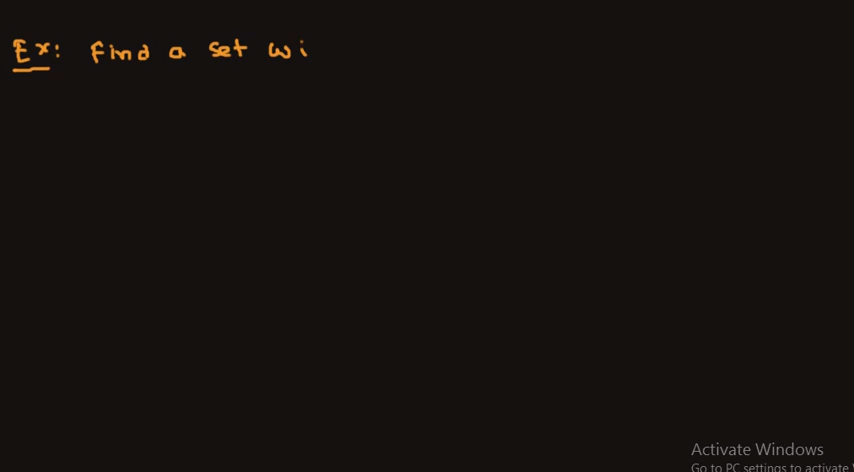 Ex: Find a set wi
Activate Windows
Go to PC settings to activate